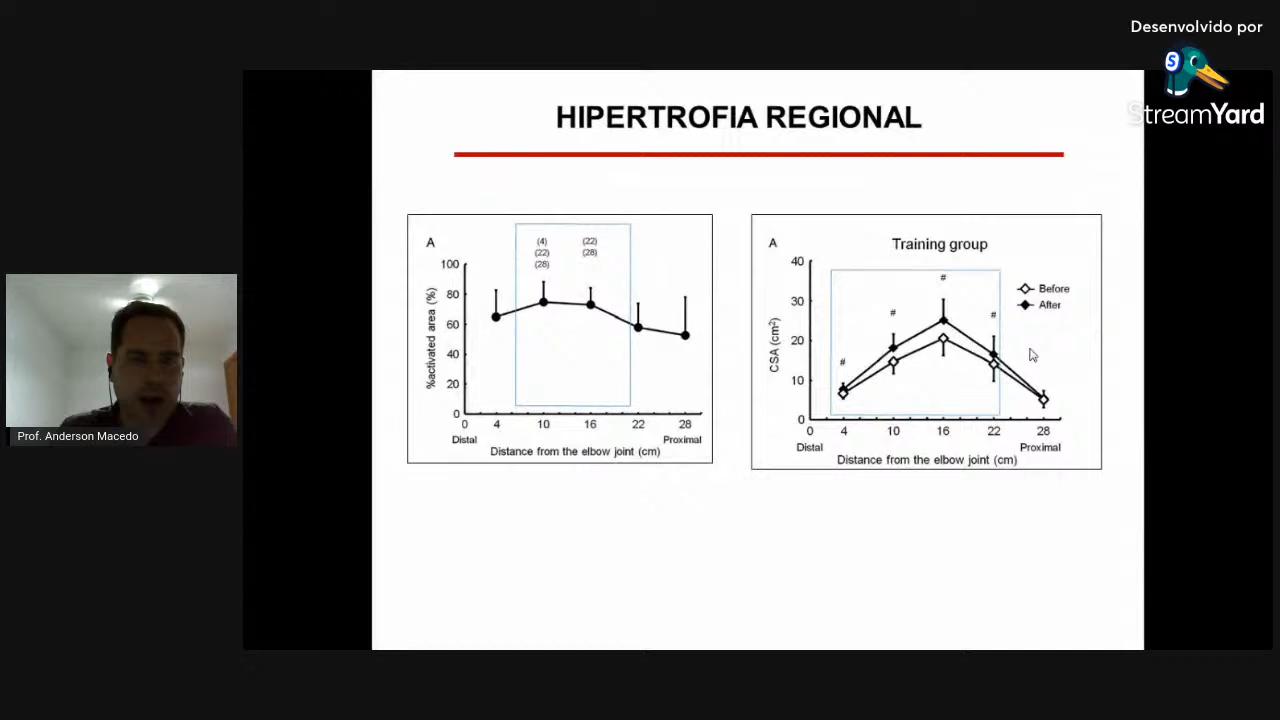 Desenvolvido por
S
StreamYard
HIPERTROFIA REGIONAL
A
(4)
(22)
(28)
(22)
(28)
100
80
60
40
20
0
%activated area (%)
0 4 10 16 22 28
Distal Proximal
Distance from the elbow joint (cm)
A
Training group
40
30
20
10
0
CSA (cm²)
# # # #
Before
After
0 4 10 16 22 28
Distal Proximal
Distance from the elbow joint (cm)
Prof. Anderson Macedo